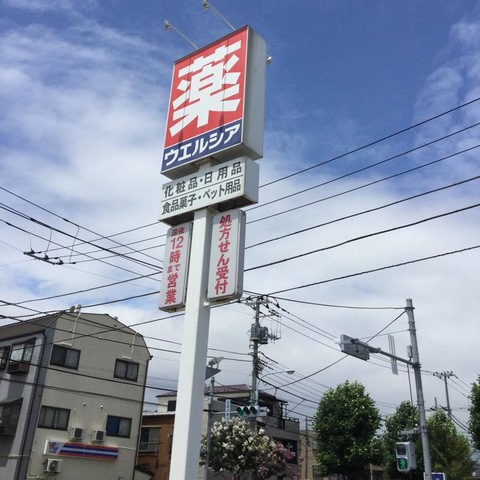 薬
ウエルシア
化粧品・日用品
食品菓子・ペット用品
深夜
12時まで営業
処方せん受付